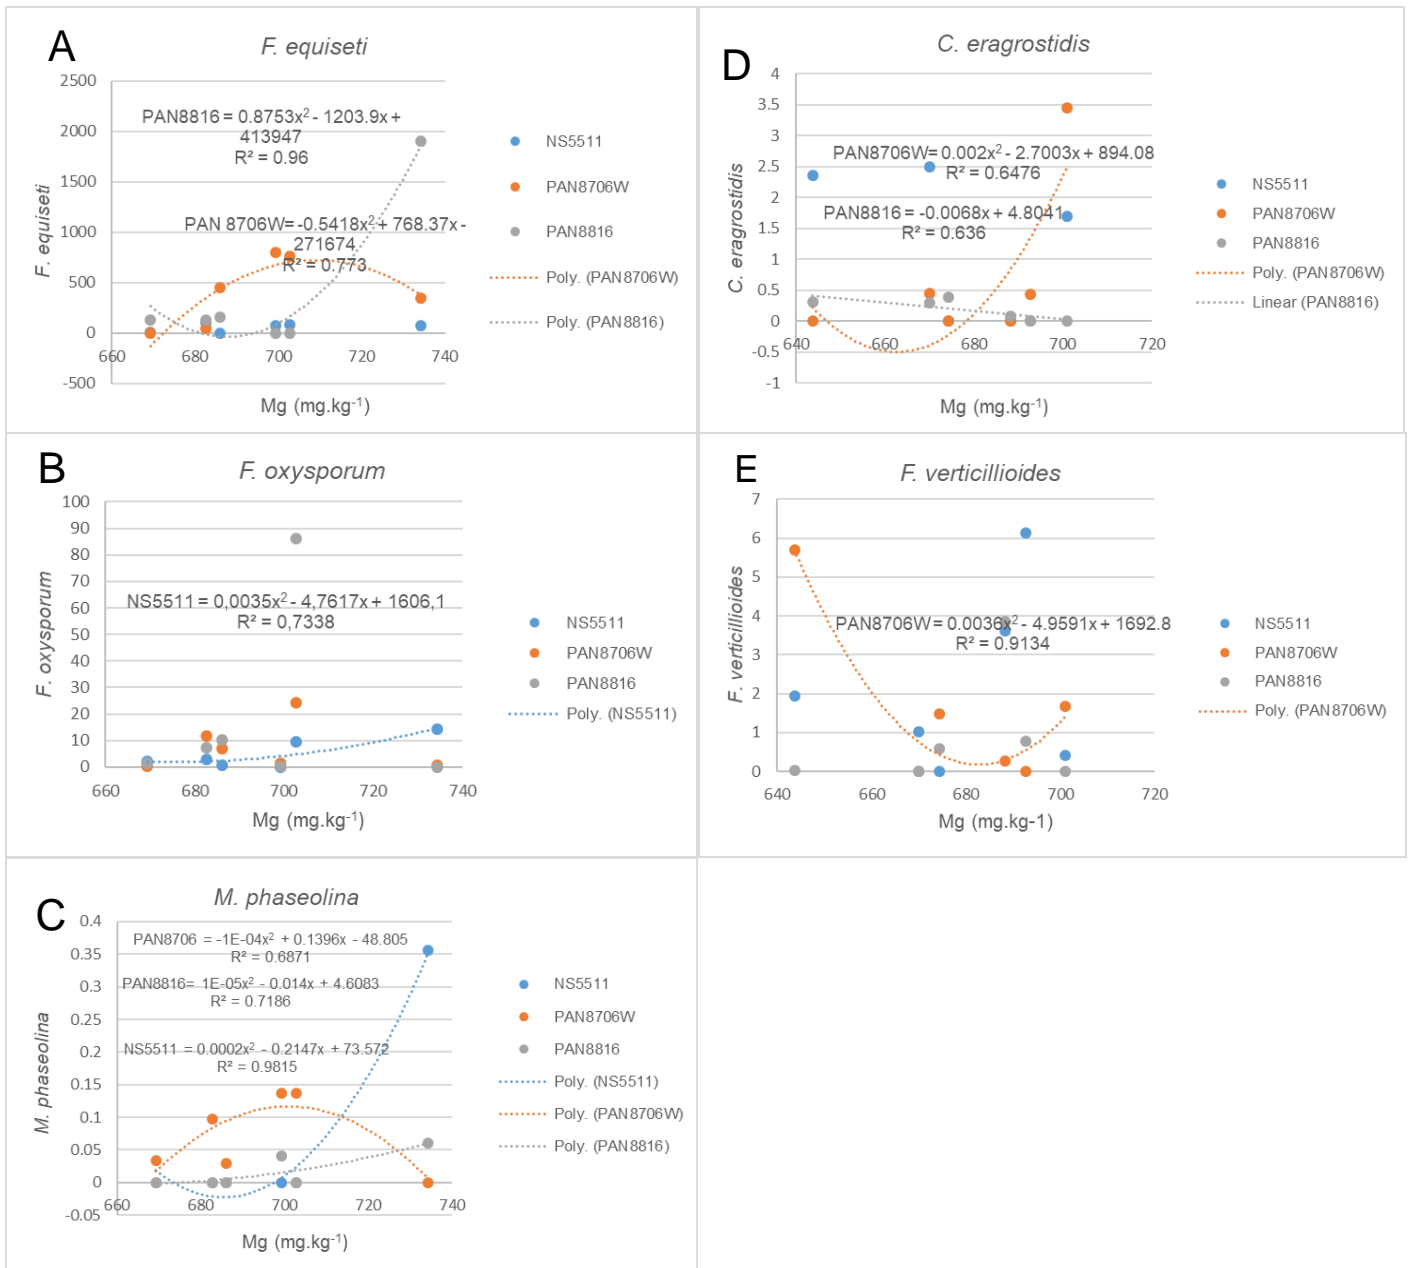 A
F. equiseti
2500
2000
1500
1000
500
0
-500
660
680
700
720
740
F. equiseti
Mg (mg.kg-1)
PAN8816 = 0.8753x2 - 1203.9x +
413947
R² = 0.96
PAN 8706W= -0.5418x2 + 768.37x -
271674
R² = 0.773
NS5511
PAN8706W
PAN8816
Poly. (PAN8706W)
Poly. (PAN8816)
D
C. eragrostidis
4
3.5
3
2.5
2
1.5
1
0.5
0
-0.5
-1
640
660
680
700
720
C. eragrostidis
Mg (mg.kg-1)
PAN8706W= 0.002x2 - 2.7003x + 894.08
R² = 0.6476
PAN8816 = -0.0068x + 4.8041
R² = 0.636
NS5511
PAN8706W
PAN8816
Poly. (PAN8706W)
Linear (PAN8816)
B
F. oxysporum
100
90
80
70
60
50
40
30
20
10
0
660
680
700
720
740
F. oxysporum
Mg (mg.kg-1)
NS5511 = 0,0035x2 - 4,7617x + 1606,1
R² = 0,7338
NS5511
PAN8706W
PAN8816
Poly. (NS5511)
E
F. verticillioides
7
6
5
4
3
2
1
0
640
660
680
700
720
F. verticillioides
Mg (mg.kg-1)
PAN8706W= 0.0036x2 - 4.9591x + 1692.8
R² = 0.9134
NS5511
PAN8706W
PAN8816
Poly. (PAN8706W)
C
M. phaseolina
0.4
0.35
0.3
0.25
0.2
0.15
0.1
0.05
0
-0.05
660
680
700
720
740
M. phaseolina
Mg (mg.kg-1)
PAN8706 = -1E-04x2 + 0.1396x - 48.805
R² = 0.6871
PAN8816= 1E-05x2 - 0.014x + 4.6083
R² = 0.7186
NS5511 = 0.0002x2 - 0.2147x + 73.572
R² = 0.9815
NS5511
PAN8706W
PAN8816
Poly. (NS5511)
Poly. (PAN8706W)
Poly. (PAN8816)